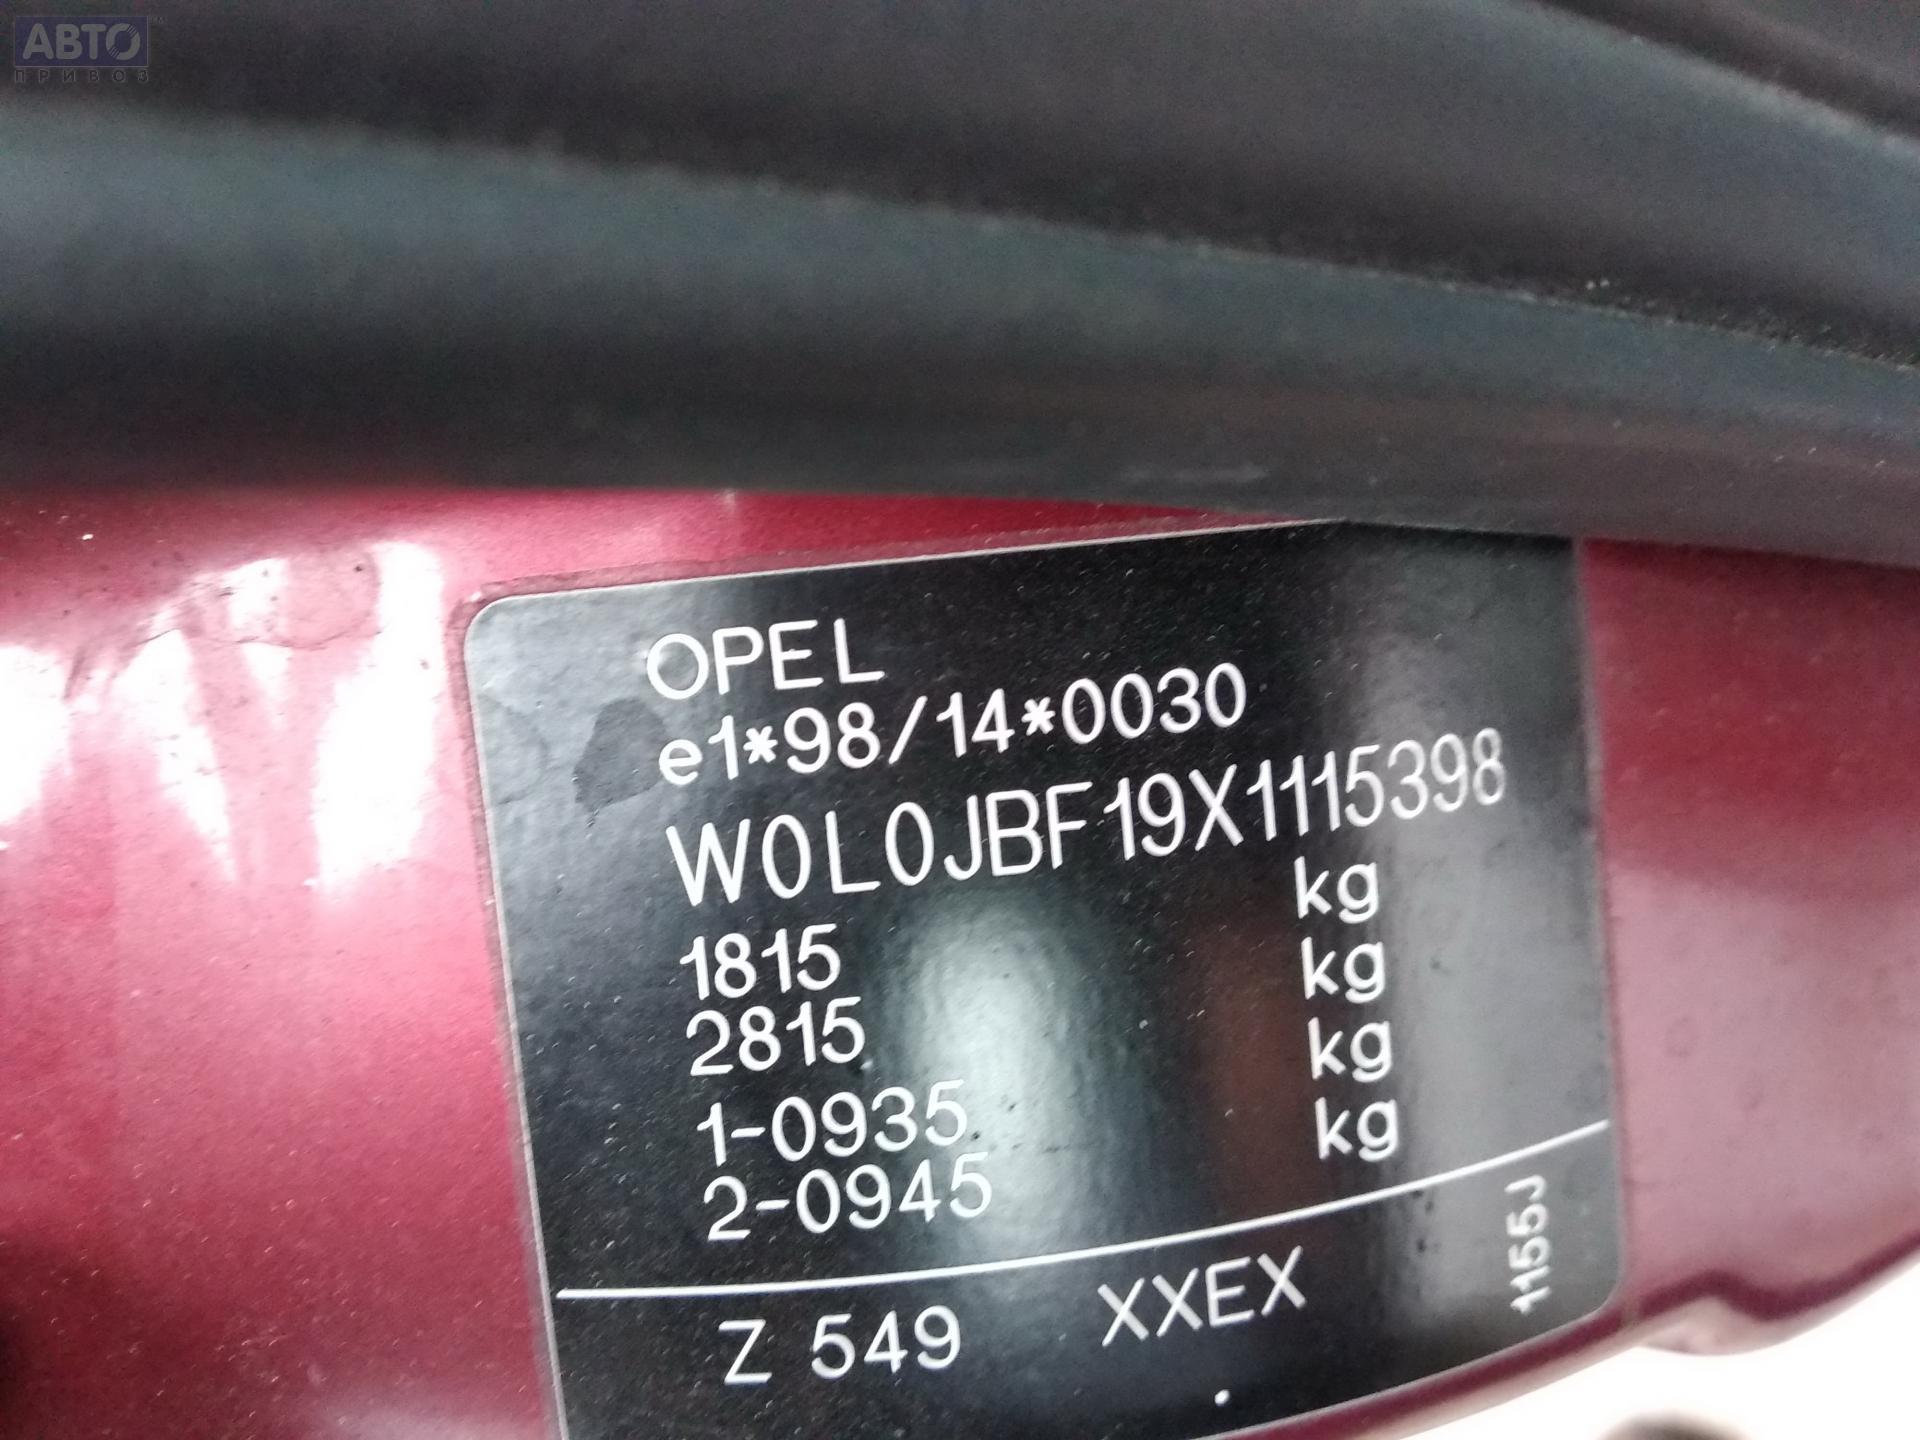 АВТО
ПРИВОЗ
OPEL
e1*98/14*0030
W0L0JBF19X1115398
1815 kg
2815 kg
1-0935 kg
2-0945 kg
Z 549 XXEX
1155J